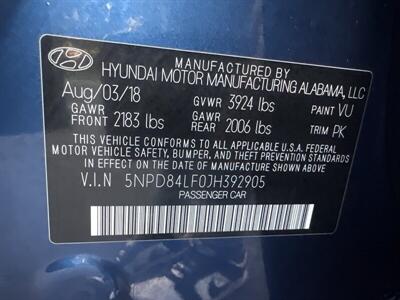 MANUFACTURED BY
HYUNDAI MOTOR MANUFACTURING ALABAMA, LLC
Aug/03/18 GVWR 3924 lbs PAINT VU
GAWR FRONT 2183 lbs GAWR REAR 2006 lbs TRIM PK
THIS VEHICLE CONFORMS TO ALL APPLICABLE U.S.A. FEDERAL
MOTOR VEHICLE SAFETY, BUMPER, AND THEFT PREVENTION STANDARDS
IN EFFECT ON THE DATE OF MANUFACTURE SHOWN ABOVE.
V.I.N 5NPD84LF0JH392905
PASSENGER CAR